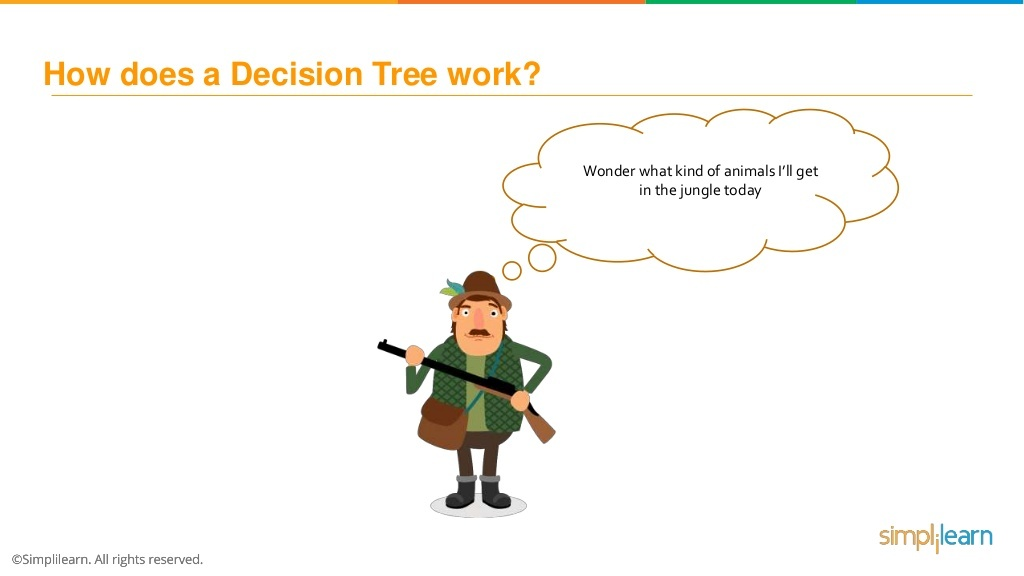 How does a Decision Tree work?
Wonder what kind of animals I’ll get
in the jungle today
simplilearn
©Simplilearn. All rights reserved.